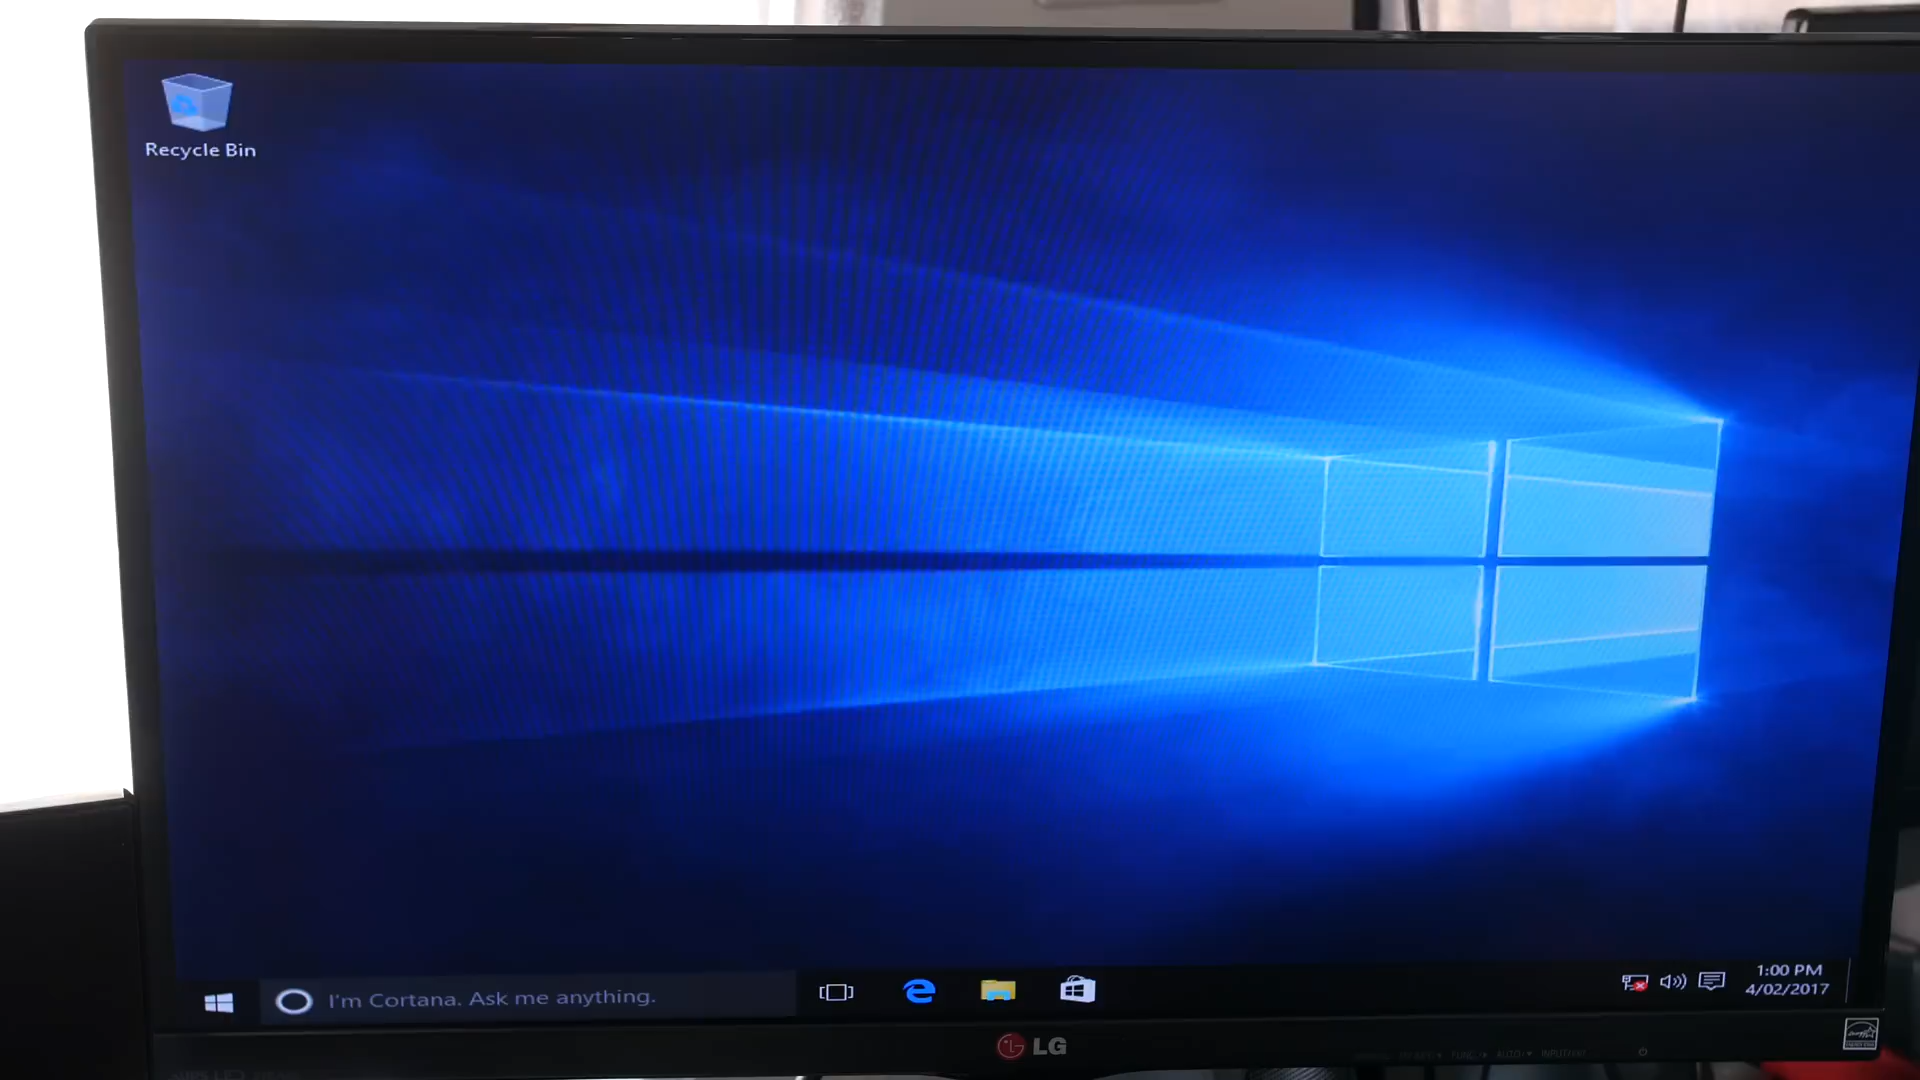 Recycle Bin
I'm Cortana. Ask me anything.
1:00 PM
4/02/2017
LG